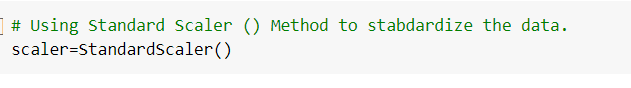 # Using Standard Scaler () Method to stabdardize the data.
scaler=StandardScaler()